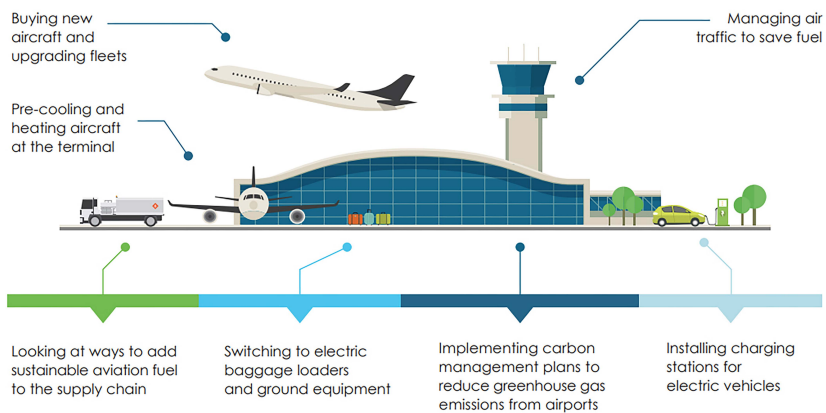 Buying new
aircraft and
upgrading fleets
Managing air
traffic to save fuel
Pre-cooling and
heating aircraft
at the terminal
Looking at ways to add
sustainable aviation fuel
to the supply chain
Switching to electric
baggage loaders
and ground equipment
Implementing carbon
management plans to
reduce greenhouse gas
emissions from airports
Installing charging
stations for
electric vehicles